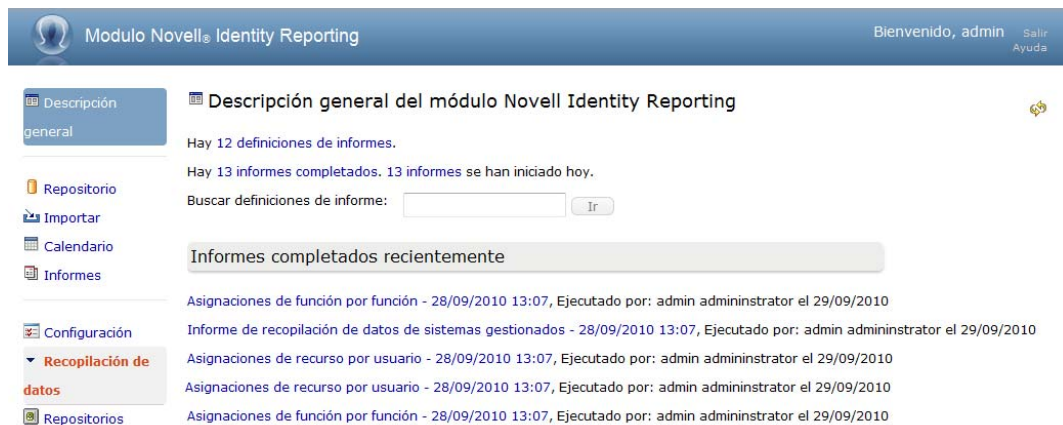 Modulo Novell® Identity Reporting
Bienvenido, admin
Salir
Ayuda
Descripción
general
Repositorio
Importar
Calendario
Informes
Configuración
Recopilación de
datos
Repositorios
Descripción general del módulo Novell Identity Reporting
Hay 12 definiciones de informes.
Hay 13 informes completados. 13 informes se han iniciado hoy.
Buscar definiciones de informe:
Ir
Informes completados recientemente
Asignaciones de función por función - 28/09/2010 13:07, Ejecutado por: admin admininstrator el 29/09/2010
Informe de recopilación de datos de sistemas gestionados - 28/09/2010 13:07, Ejecutado por: admin admininstrator el 29/09/2010
Asignaciones de recurso por usuario - 28/09/2010 13:07, Ejecutado por: admin admininstrator el 29/09/2010
Asignaciones de recurso por usuario - 28/09/2010 13:07, Ejecutado por: admin admininstrator el 29/09/2010
Asignaciones de función por función - 28/09/2010 13:07, Ejecutado por: admin admininstrator el 29/09/2010